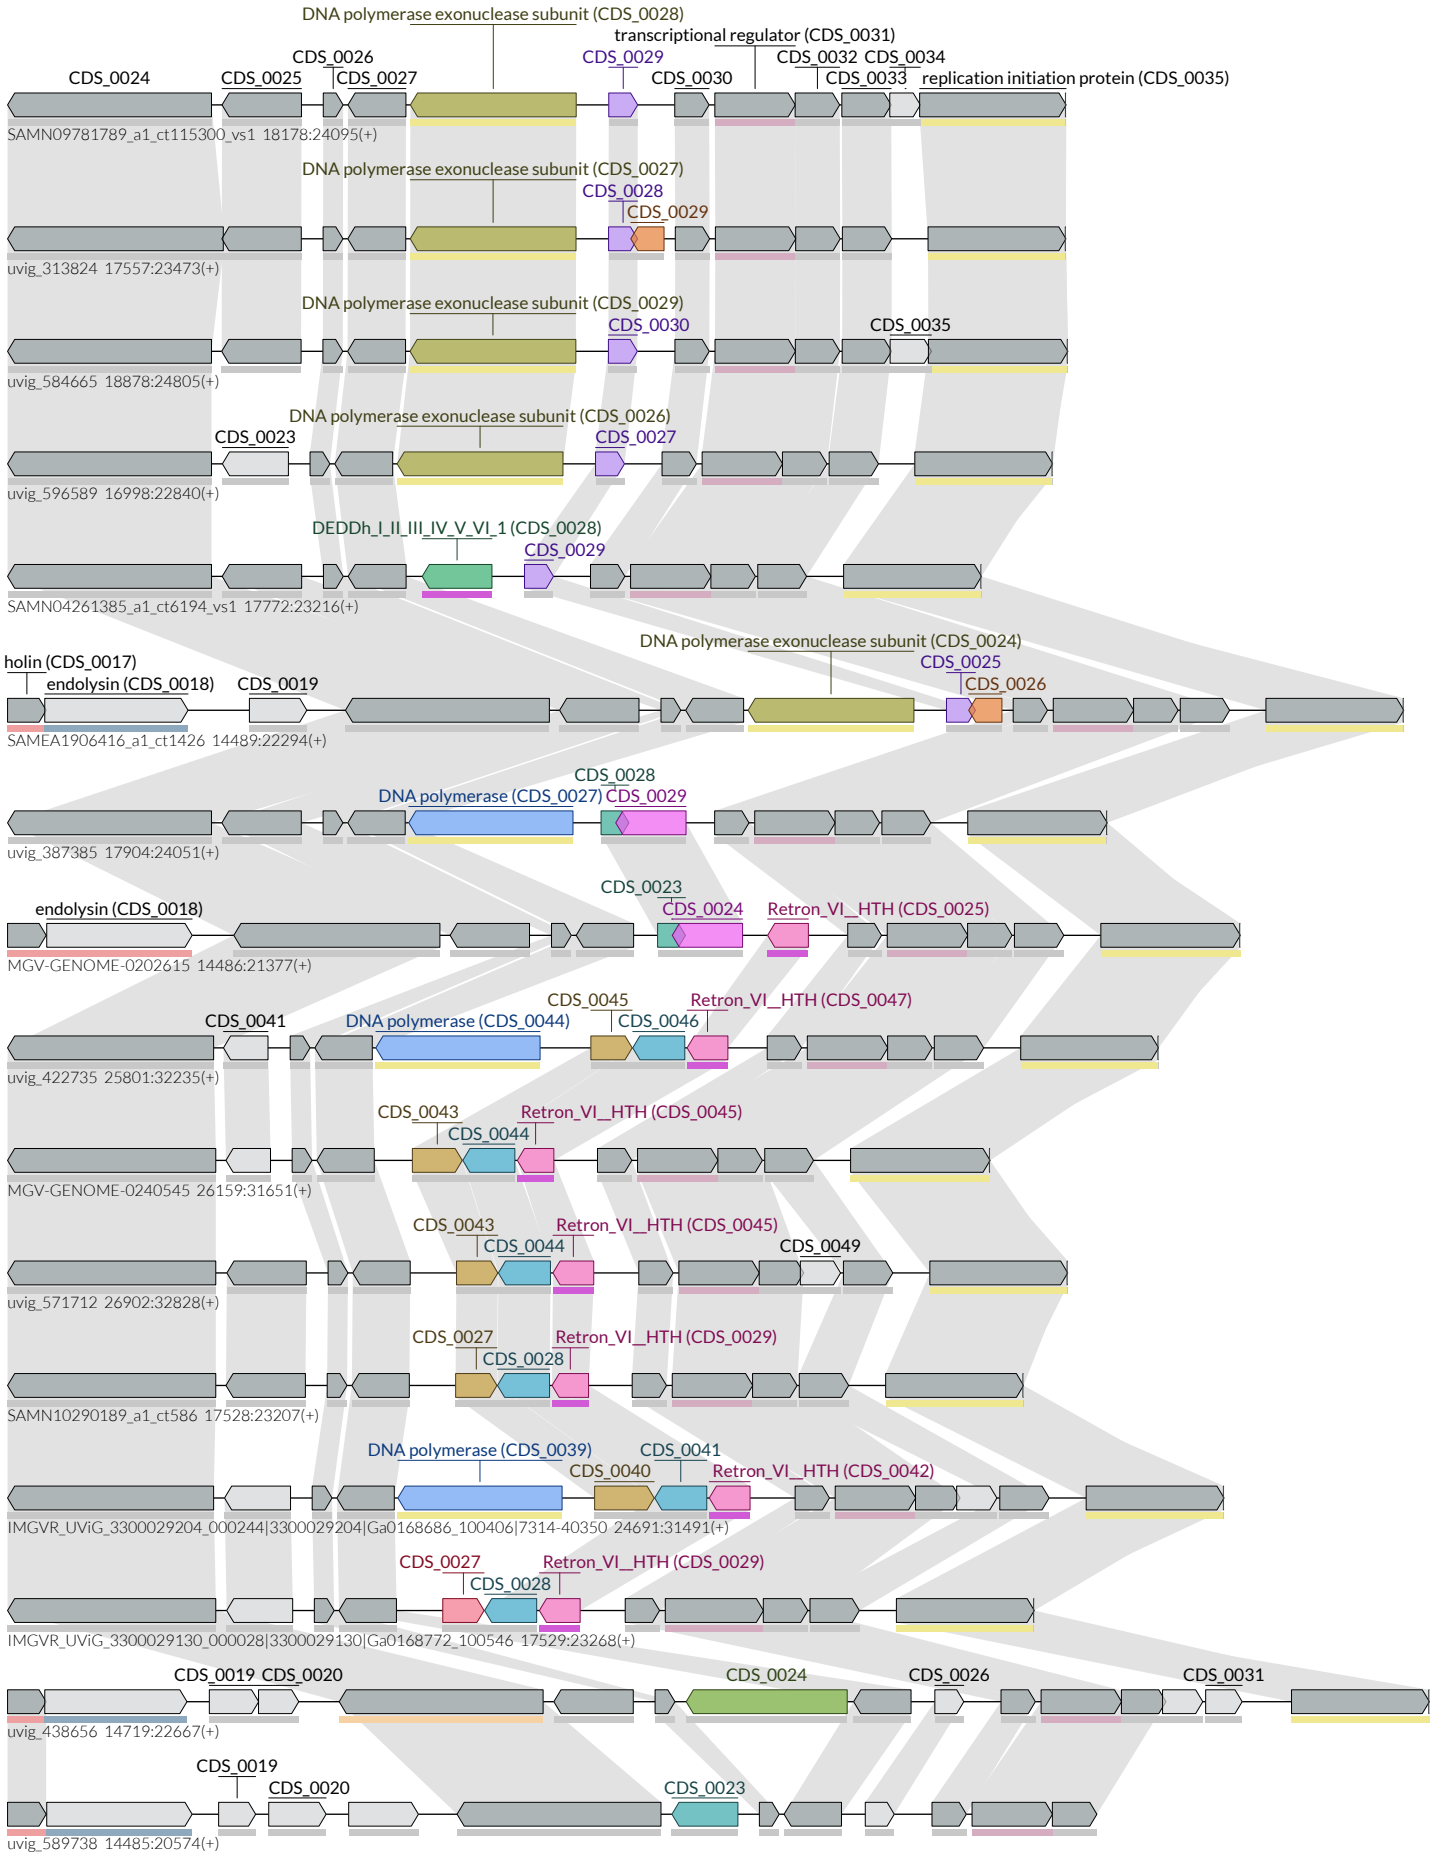 DNA polymerase exonuclease subunit (CDS_0028)
transcriptional regulator (CDS_0031)
CDS_0026 CDS_0029 CDS_0032 CDS_0034
CDS_0024 CDS_0025 CDS_0027 CDS_0030 CDS_0033 replication initiation protein (CDS_0035)
SAMN09781789_a1_ct115300_vs1 18178:24095(+)
DNA polymerase exonuclease subunit (CDS_0027)
CDS_0028
CDS_0029
uvig_313824 17557:23473(+)
DNA polymerase exonuclease subunit (CDS_0029)
CDS_0030 CDS_0035
uvig_584665 18878:24805(+)
DNA polymerase exonuclease subunit (CDS_0026)
CDS_0023 CDS_0027
uvig_596589 16998:22840(+)
DEDDh_I_II_III_IV_V_VI_1 (CDS_0028)
CDS_0029
SAMN04261385_a1_ct6194_vs1 17772:23216(+)
DNA polymerase exonuclease subunit (CDS_0024)
holin (CDS_0017) CDS_0025
endolysin (CDS_0018) CDS_0019 CDS_0026
SAMEA1906416_a1_ct1426 14489:22294(+)
CDS_0028
DNA polymerase (CDS_0027) CDS_0029
uvig_387385 17904:24051(+)
CDS_0023
endolysin (CDS_0018) CDS_0024 Retron_VI__HTH (CDS_0025)
MGV-GENOME-0202615 14486:21377(+)
CDS_0045 Retron_VI__HTH (CDS_0047)
CDS_0041 DNA polymerase (CDS_0044) CDS_0046
uvig_422735 25801:32235(+)
CDS_0043 Retron_VI__HTH (CDS_0045)
CDS_0044
MGV-GENOME-0240545 26159:31651(+)
CDS_0043 Retron_VI__HTH (CDS_0045)
CDS_0044 CDS_0049
uvig_571712 26902:32828(+)
CDS_0027 Retron_VI__HTH (CDS_0029)
CDS_0028
SAMN10290189_a1_ct586 17528:23207(+)
DNA polymerase (CDS_0039) CDS_0041
CDS_0040 Retron_VI__HTH (CDS_0042)
IMGVR_UViG_3300029204_000244|3300029204|Ga0168686_100406|7314-40350 24691:31491(+)
CDS_0027 Retron_VI__HTH (CDS_0029)
CDS_0028
IMGVR_UViG_3300029130_000028|3300029130|Ga0168772_100546 17529:23268(+)
CDS_0019 CDS_0020 CDS_0024 CDS_0026 CDS_0031
uvig_438656 14719:22667(+)
CDS_0019
CDS_0020 CDS_0023
uvig_589738 14485:20574(+)